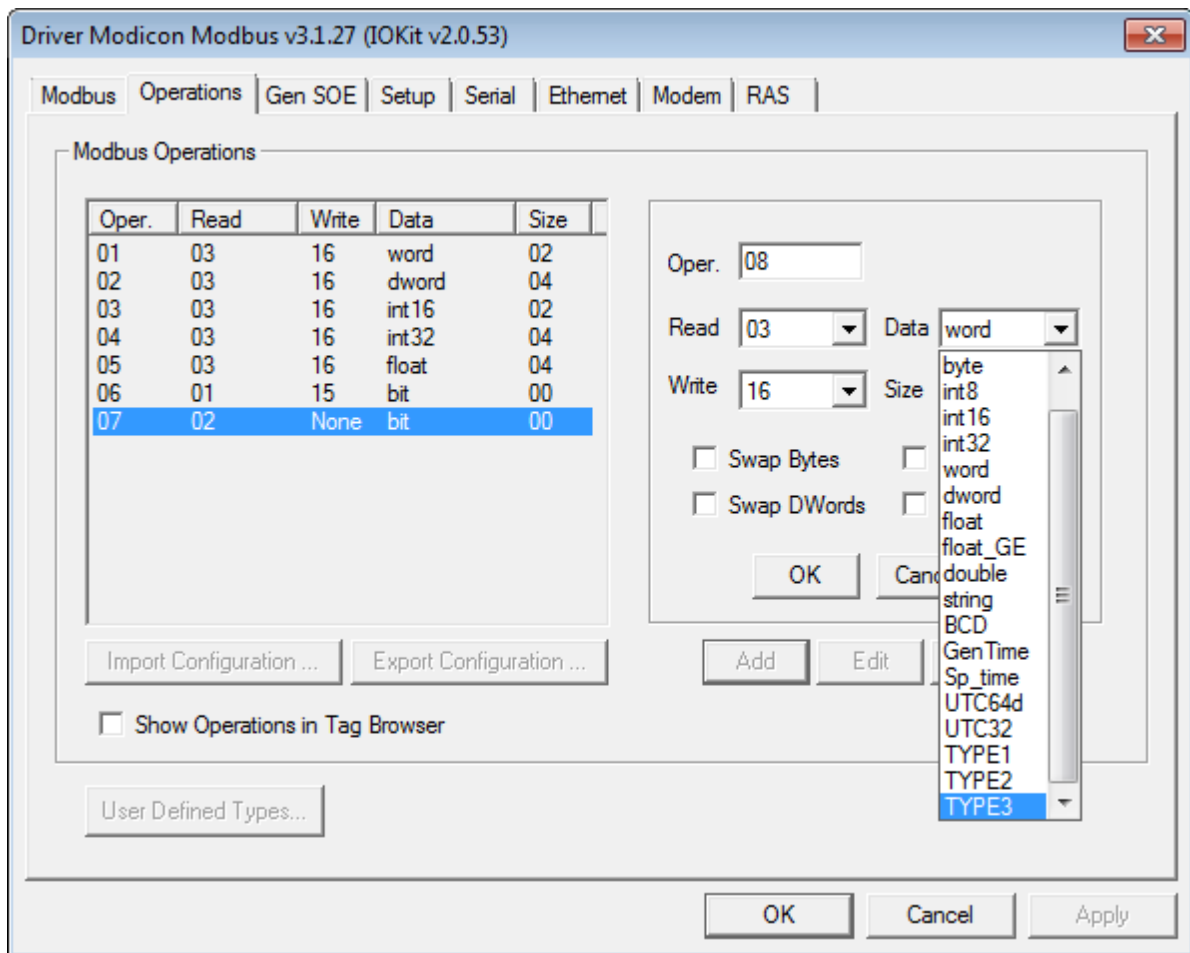 Driver Modicon Modbus v3.1.27 (IOKit v2.0.53)
Modbus Operations Gen SOE Setup Serial Ethernet Modem RAS
Modbus Operations
Oper. Read Write Data Size
01 03 16 word 02
02 03 16 dword 04
03 03 16 int16 02
04 03 16 int32 04
05 03 16 float 04
06 01 15 bit 00
07 02 None bit 00
Oper. 08
Read 03 Data word
Write 16 Size
Swap Bytes
Swap DWords
OK
byte
int8
int16
int32
word
dword
float
float_GE
double
string
BCD
GenTime
Sp_time
UTC64d
UTC32
TYPE1
TYPE2
TYPE3
Import Configuration ... Export Configuration ... Add Edit
Show Operations in Tag Browser
User Defined Types...
OK Cancel Apply